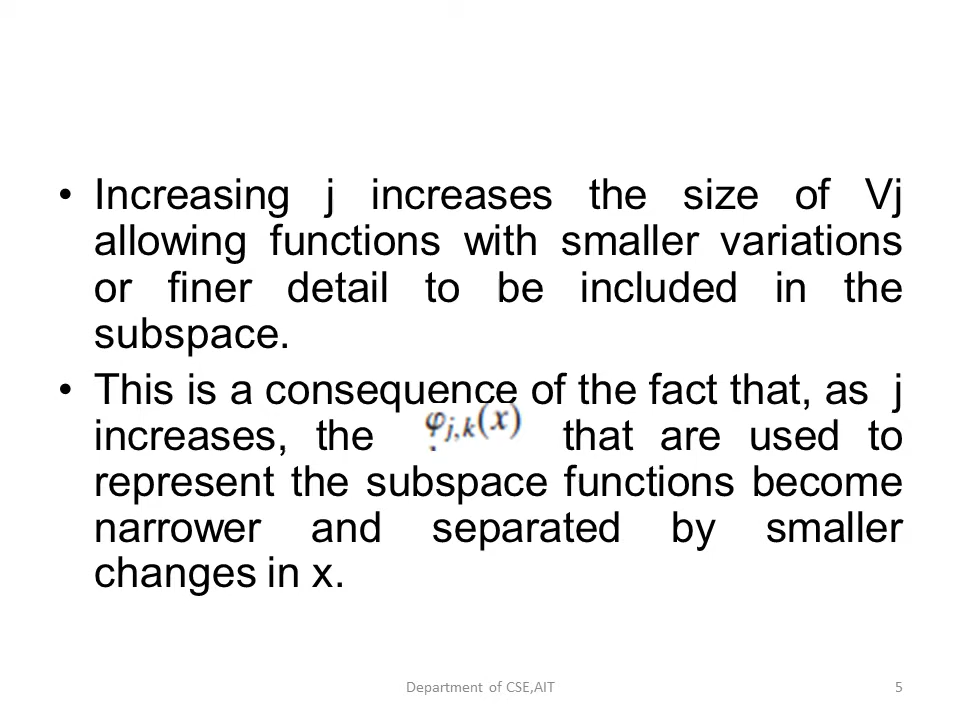 • Increasing j increases the size of Vj
allowing functions with smaller variations
or finer detail to be included in the
subspace.
• This is a consequence of the fact that, as j
increases, the φj,k(x) that are used to
represent the subspace functions become
narrower and separated by smaller
changes in x.
Department of CSE,AIT 5